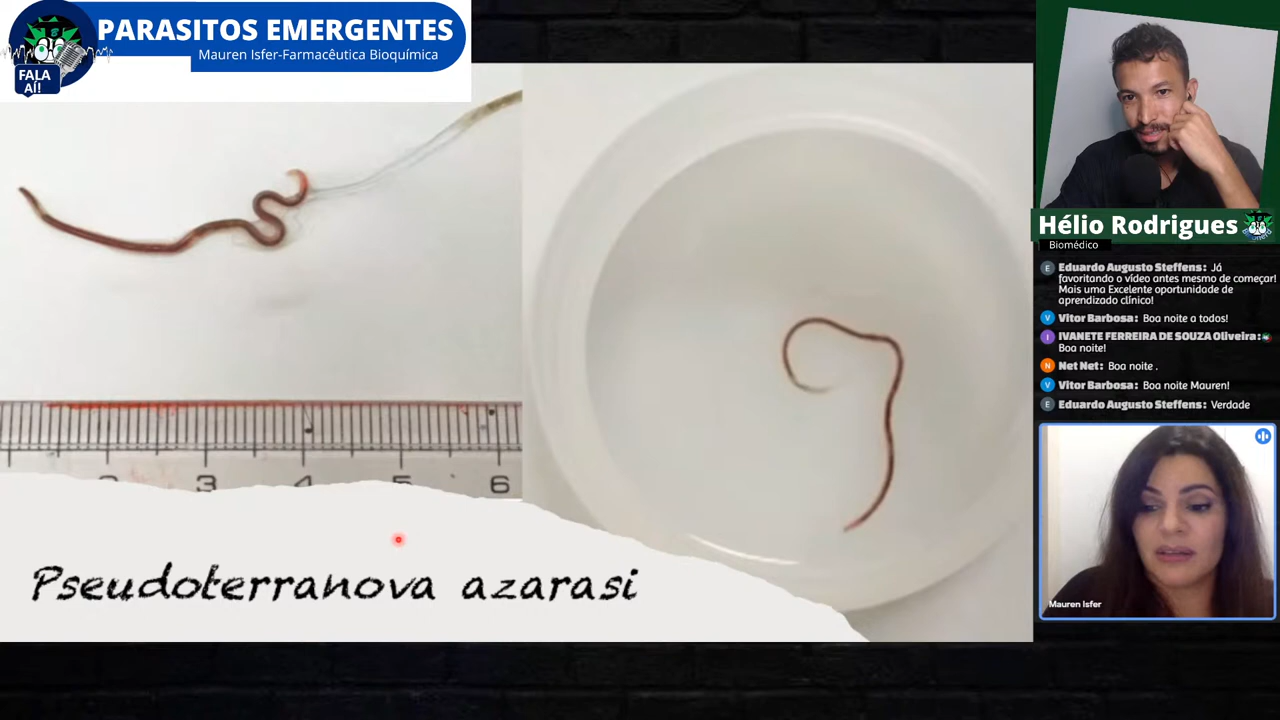 FALA
AÍ!
PARASITOS EMERGENTES
Mauren Isfer-Farmacêutica Bioquímica
3
4
5
6
Pseudoterranova azarasi
Hélio Rodrigues
Biomédico
E Eduardo Augusto Steffens: Já
favoritando o vídeo antes mesmo de começar!
Mais uma Excelente oportunidade de
aprendizado clínico!
V Vitor Barbosa: Boa noite a todos!
I IVANETE FERREIRA DE SOUZA Oliveira:
Boa noite!
N Net Net: Boa noite .
V Vitor Barbosa: Boa noite Mauren!
E Eduardo Augusto Steffens: Verdade
Mauren Isfer